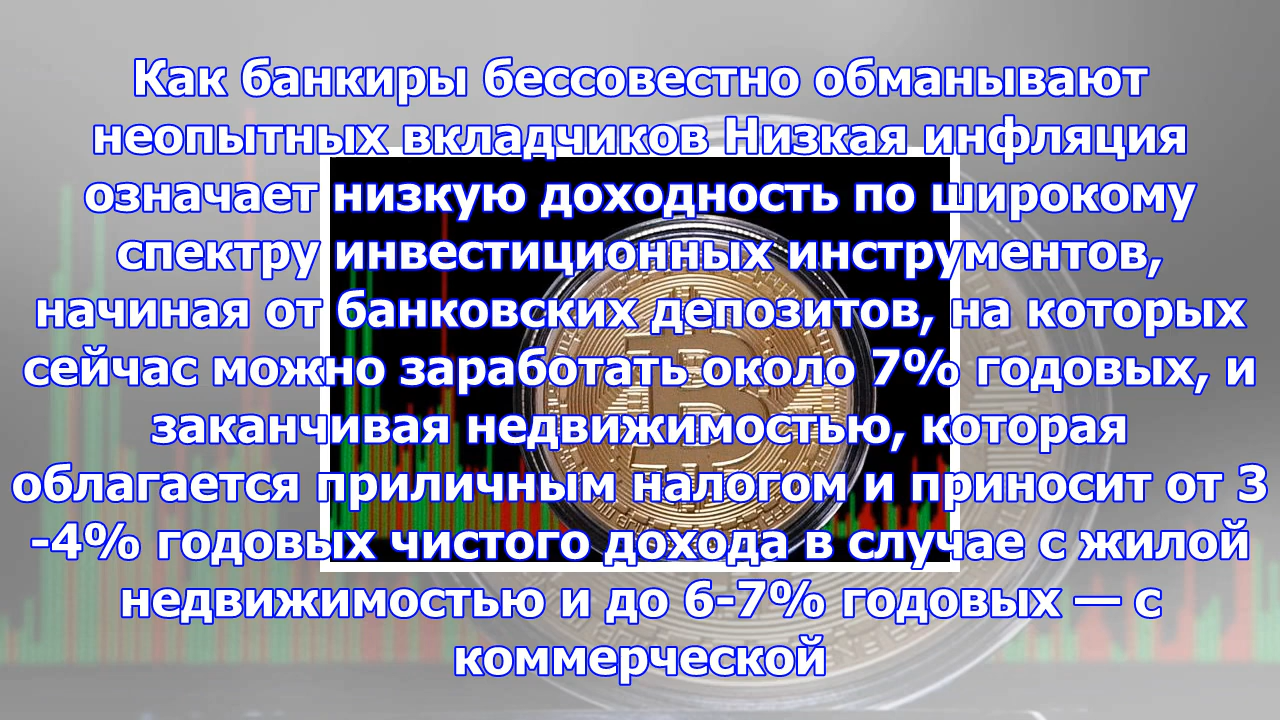 Как банкиры бессовестно обманывают
неопытных вкладчиков Низкая инфляция
означает низкую доходность по широкому
спектру инвестиционных инструментов,
начиная от банковских депозитов, на которых
сейчас можно заработать около 7% годовых, и
заканчивая недвижимостью, которая
облагается приличным налогом и приносит от 3
-4% годовых чистого дохода в случае с жилой
недвижимостью и до 6-7% годовых — с
коммерческой